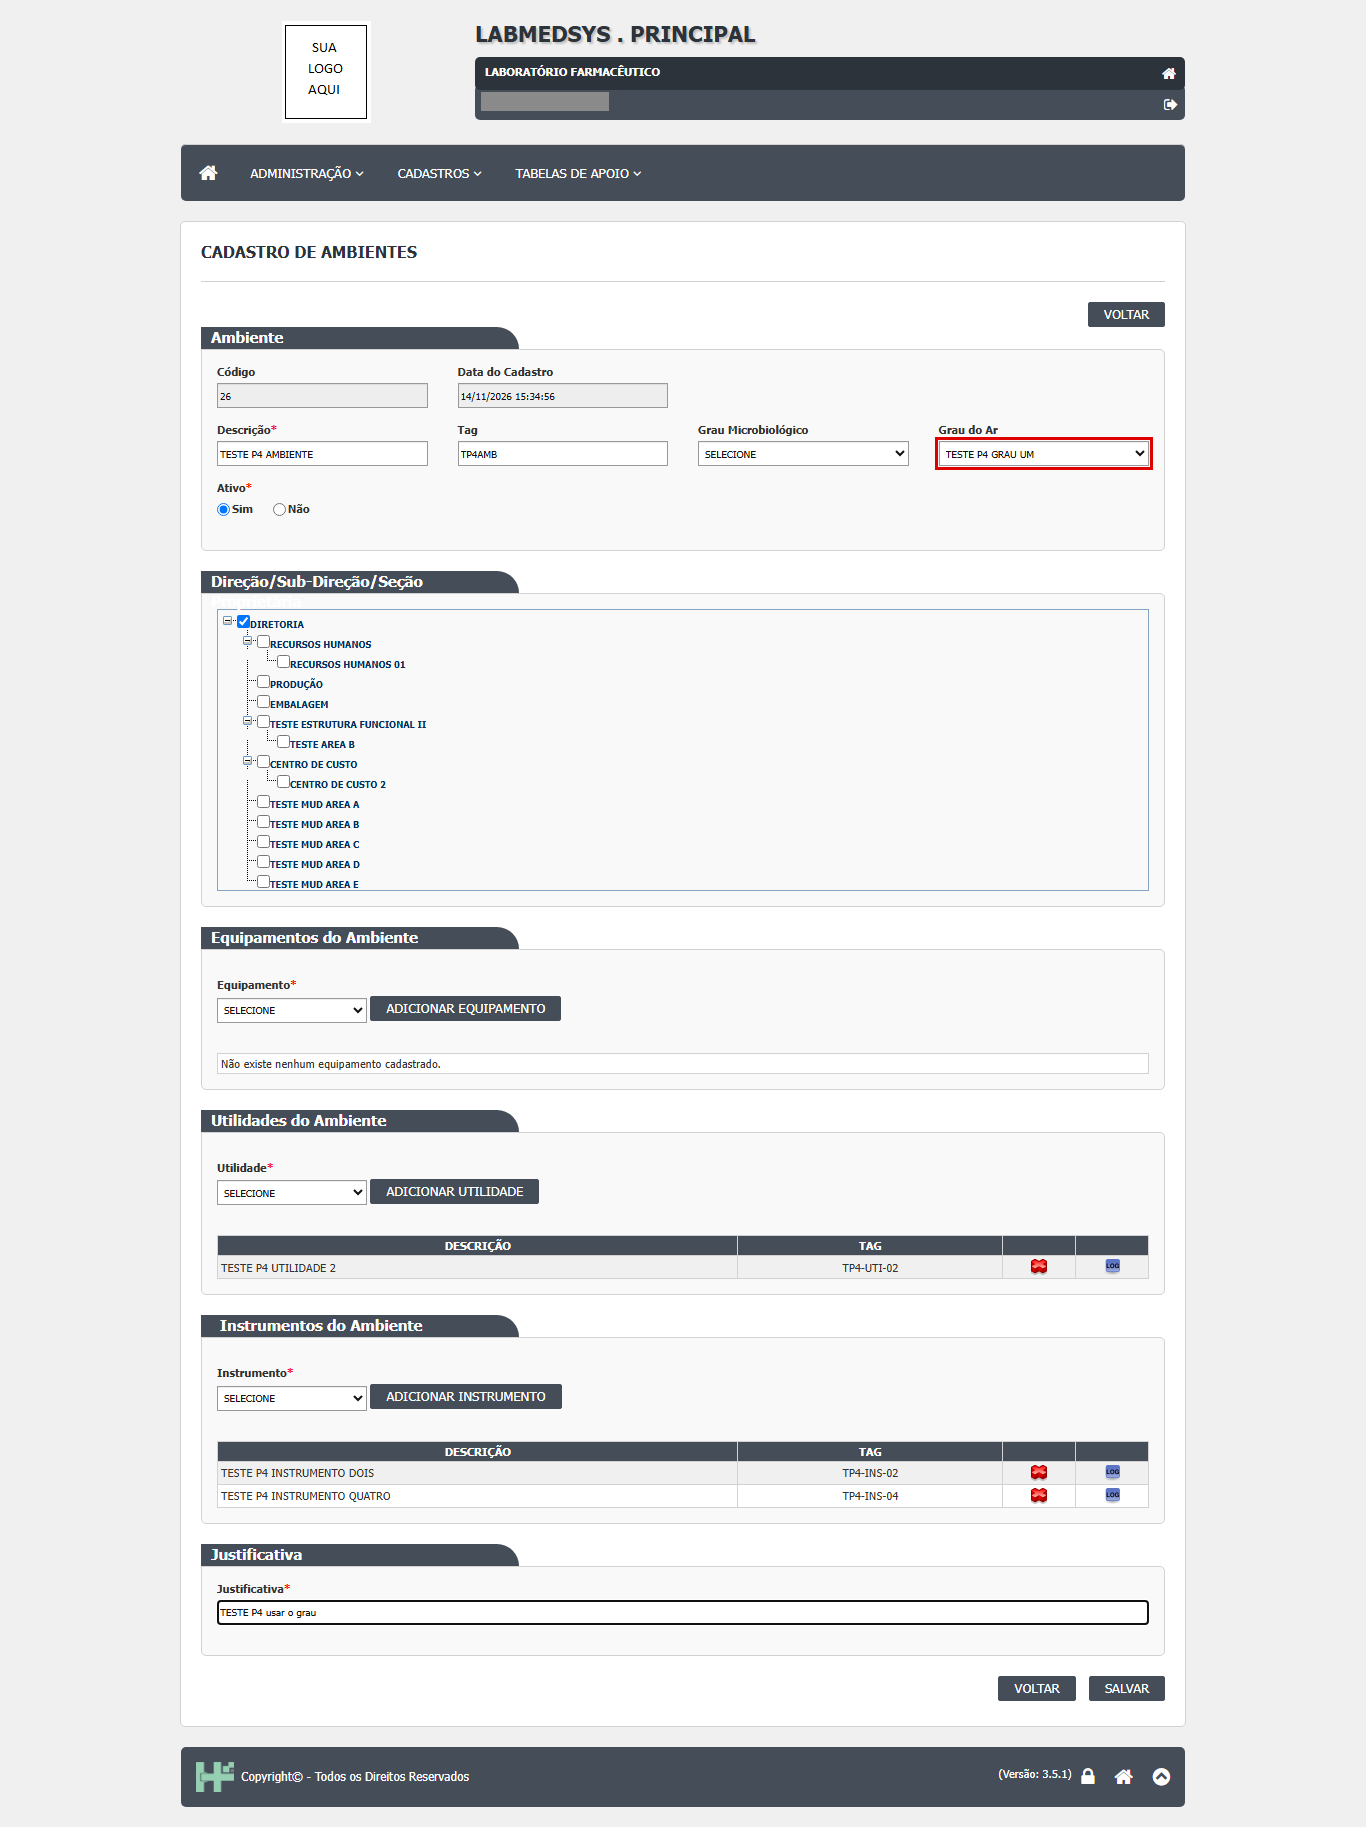 SUA
LOGO
AQUI
LABMEDSYS . PRINCIPAL
LABORATÓRIO FARMACÊUTICO
ADMINISTRAÇÃO
CADASTROS
TABELAS DE APOIO
CADASTRO DE AMBIENTES
VOLTAR
Ambiente
Código
Data do Cadastro
26
14/11/2026 15:34:56
Descrição*
Tag
Grau Microbiológico
Grau do Ar
TESTE P4 AMBIENTE
TP4AMB
SELECIONE
TESTE P4 GRAU UM
Ativo*
Sim
Não
Direção/Sub-Direção/Seção
DIRETORIA
RECURSOS HUMANOS
RECURSOS HUMANOS 01
PRODUÇÃO
EMBALAGEM
TESTE ESTRUTURA FUNCIONAL II
TESTE AREA B
CENTRO DE CUSTO
CENTRO DE CUSTO 2
TESTE MUD AREA A
TESTE MUD AREA B
TESTE MUD AREA C
TESTE MUD AREA D
TESTE MUD AREA E
Equipamentos do Ambiente
Equipamento*
SELECIONE
ADICIONAR EQUIPAMENTO
Não existe nenhum equipamento cadastrado.
Utilidades do Ambiente
Utilidade*
SELECIONE
ADICIONAR UTILIDADE
DESCRIÇÃO
TAG
TESTE P4 UTILIDADE 2
TP4-UTI-02
LOG
Instrumentos do Ambiente
Instrumento*
SELECIONE
ADICIONAR INSTRUMENTO
DESCRIÇÃO
TAG
TESTE P4 INSTRUMENTO DOIS
TP4-INS-02
LOG
TESTE P4 INSTRUMENTO QUATRO
TP4-INS-04
LOG
Justificativa
Justificativa*
TESTE P4 usar o grau
VOLTAR
SALVAR
Copyright© - Todos os Direitos Reservados
(Versão: 3.5.1)